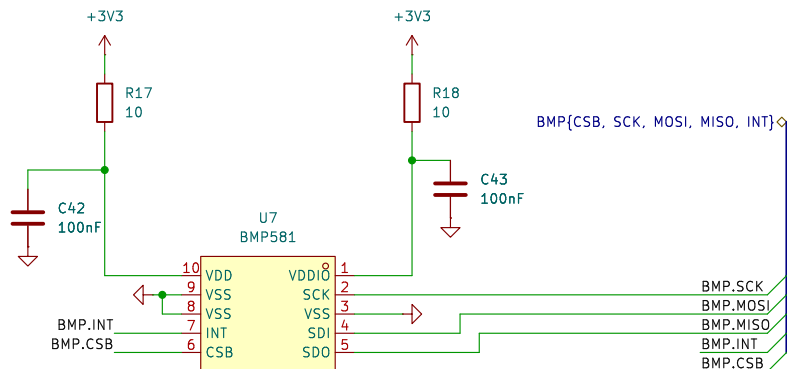 +3V3
+3V3
R17
10
R18
10
BMP{CSB, SCK, MOSI, MISO, INT}
C42
100nF
C43
100nF
U7
BMP581
10 VDD VDDIO 1
9 VSS SCK 2 BMP.SCK
8 VSS VSS 3 BMP.MOSI
BMP.INT 7 INT SDI 4 BMP.MISO
BMP.CSB 6 CSB SDO 5 BMP.INT
BMP.CSB